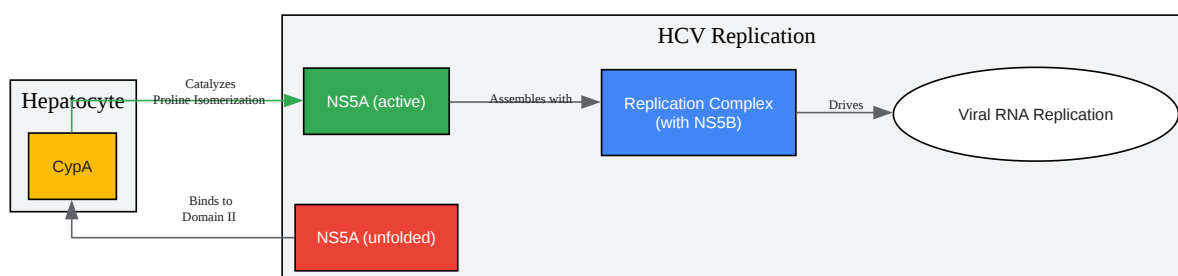 HCV Replication
Hepatocyte
CypA
Catalyzes
Proline Isomerization
NS5A (active)
Assembles with
Replication Complex
(with NS5B)
Drives
Viral RNA Replication
Binds to
Domain II
NS5A (unfolded)